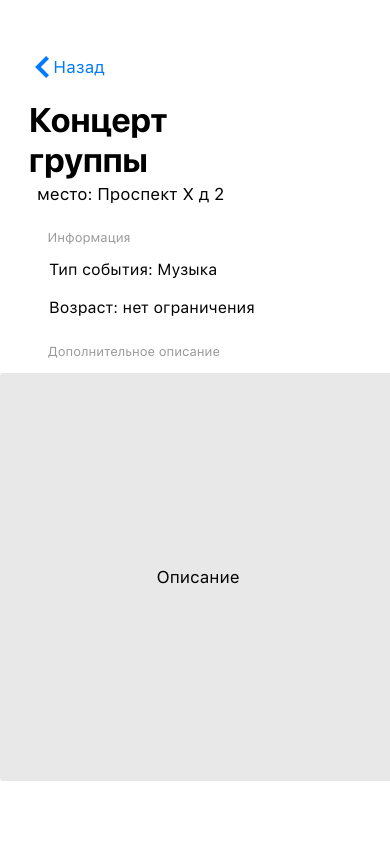 Назад
Концерт
группы
место: Проспект Х д 2
Информация
Тип события: Музыка
Возраст: нет ограничения
Дополнительное описание
Описание